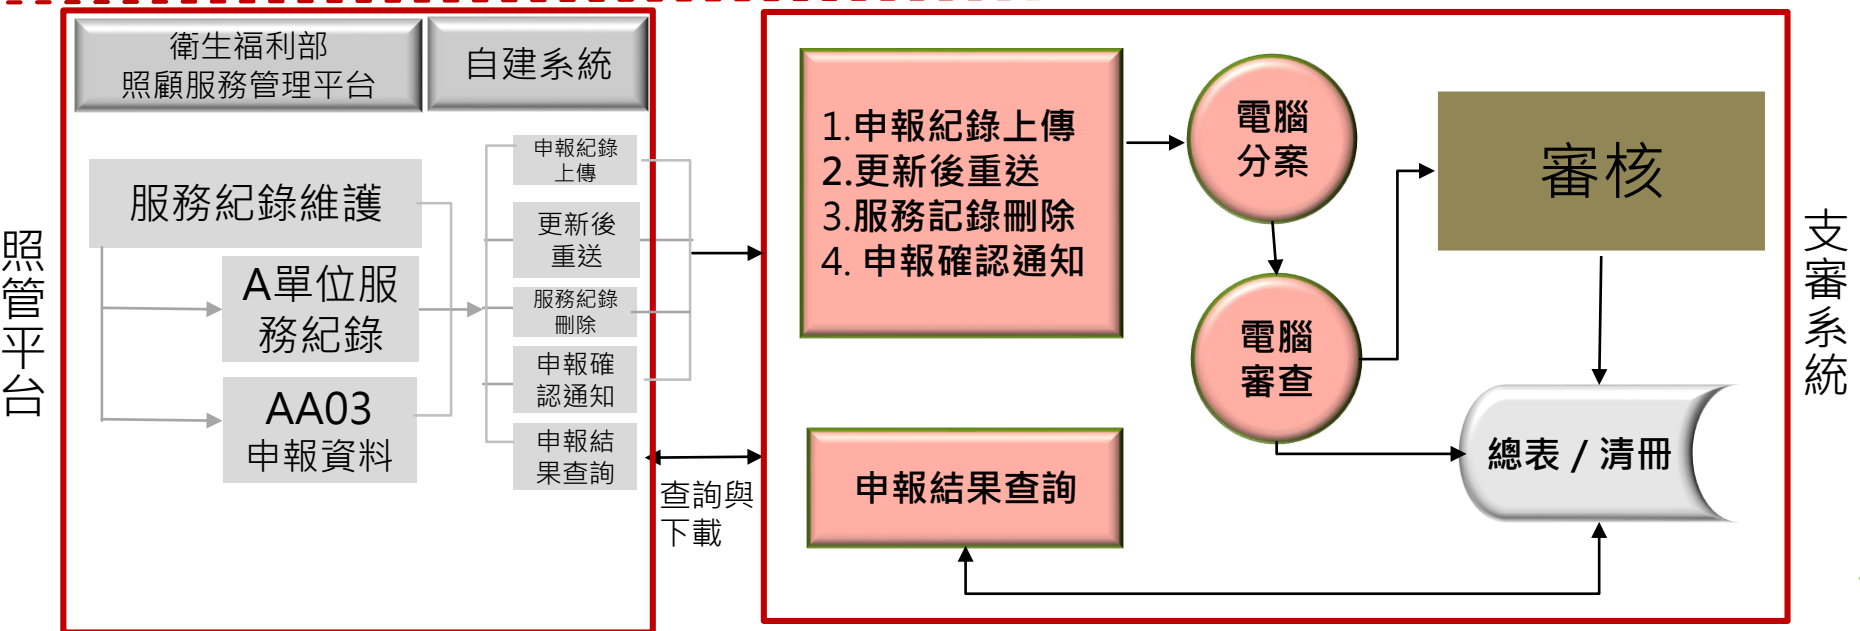 照管平台
衛生福利部
照顧服務管理平台
自建系統
服務紀錄維護
A單位服
務紀錄
AA03
申報資料
申報紀錄
上傳
更新後
重送
服務紀錄
刪除
申報確
認通知
申報結
果查詢
查詢與
下載
1.申報紀錄上傳
2.更新後重送
3.服務記錄刪除
4. 申報確認通知
電腦
分案
電腦
審查
審核
總表 / 清冊
申報結果查詢
支審系統